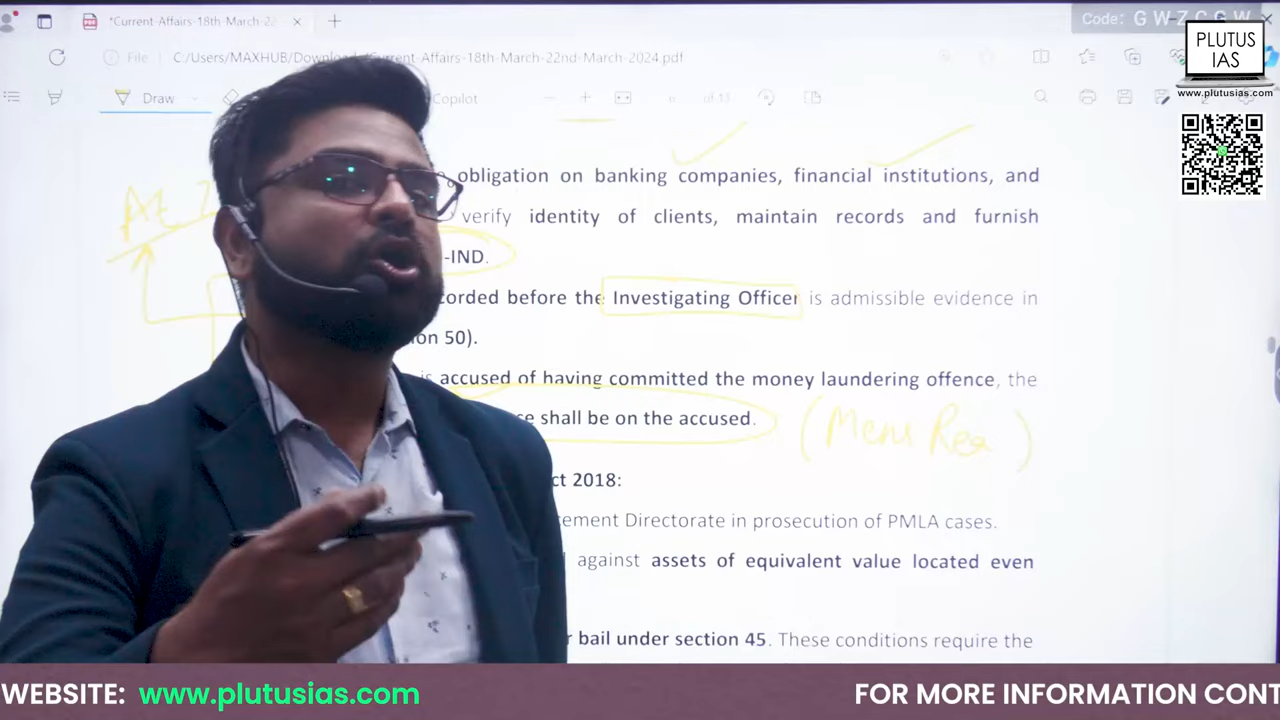 *Current-Affairs-18th-March-22
Code: G W Z C G W
File
C:/Users/MAXHUB/Download Current-Affairs-18th-March-22nd-March-2024.pdf
PLUTUS
IAS
www.plutusias.com
Draw
Copilot
of 13
obligation on banking companies, financial institutions, and
verify identity of clients, maintain records and furnish
-IND.
corded before the Investigating Officer is admissible evidence in
on 50).
is accused of having committed the money laundering offence, the
ce shall be on the accused.
(Mens Rea)
ct 2018:
cement Directorate in prosecution of PMLA cases.
against assets of equivalent value located even
r bail under section 45. These conditions require the
WEBSITE: www.plutusias.com
FOR MORE INFORMATION CONT